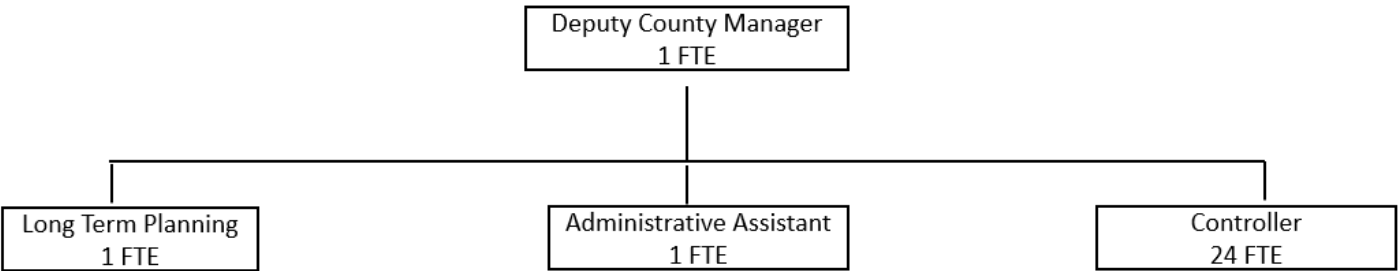 Deputy County Manager
1 FTE
Long Term Planning
1 FTE
Administrative Assistant
1 FTE
Controller
24 FTE